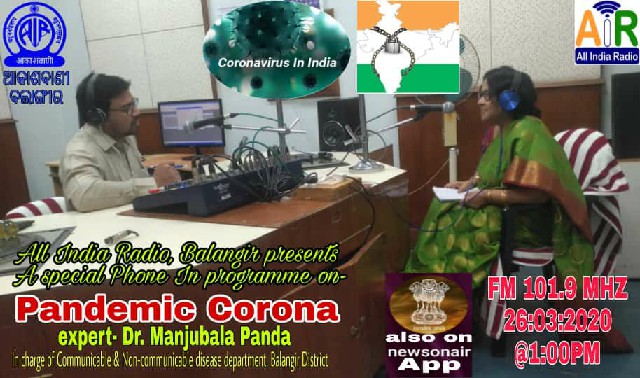 ଆକାଶବାଣୀ
ବଲାଙ୍ଗୀର
Coronavirus In India
AIR
All India Radio
All India Radio, Balangir presents
A special Phone In programme on-
Pandemic Corona
expert- Dr. Manjubala Panda
In charge of Communicable & Non-communicable disease department, Balangir District
also on
newsonair
App
FM 101.9 MHZ
26:03:2020
@1:00PM